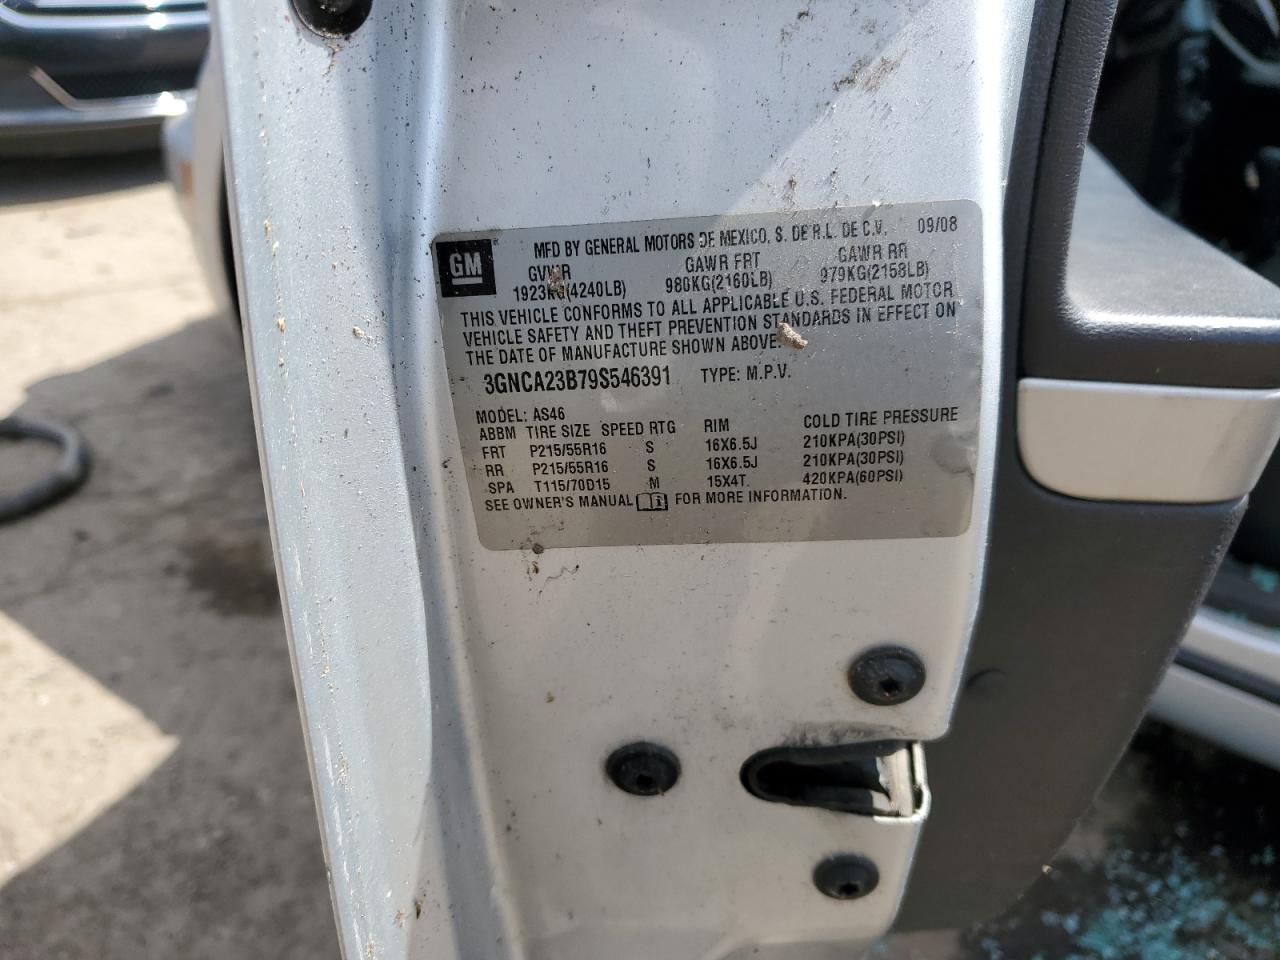 GM
MFD BY GENERAL MOTORS DE MEXICO, S. DE R.L. DE C.V. 09/08
GVWR GAWR FRT GAWR RR
1923KG(4240LB) 980KG(2160LB) 979KG(2158LB)
THIS VEHICLE CONFORMS TO ALL APPLICABLE U.S. FEDERAL MOTOR
VEHICLE SAFETY AND THEFT PREVENTION STANDARDS IN EFFECT ON
THE DATE OF MANUFACTURE SHOWN ABOVE.
3GNCA23B79S546391 TYPE: M.P.V.
MODEL: AS46
ABBM TIRE SIZE SPEED RTG RIM COLD TIRE PRESSURE
FRT P215/55R16 S 16X6.5J 210KPA(30PSI)
RR P215/55R16 S 16X6.5J 210KPA(30PSI)
SPA T115/70D15 M 15X4T. 420KPA(60PSI)
SEE OWNER'S MANUAL FOR MORE INFORMATION.